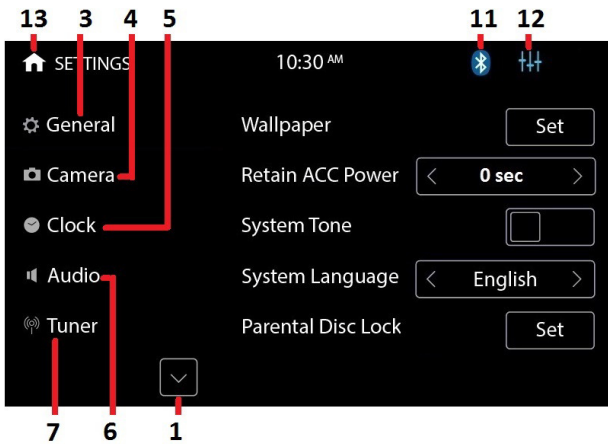 13 3 4 5 11 12
SETTINGS 10:30 AM
General Wallpaper Set
Camera Retain ACC Power < 0 sec >
Clock System Tone
Audio System Language < English >
Tuner Parental Disc Lock Set
7 6 1